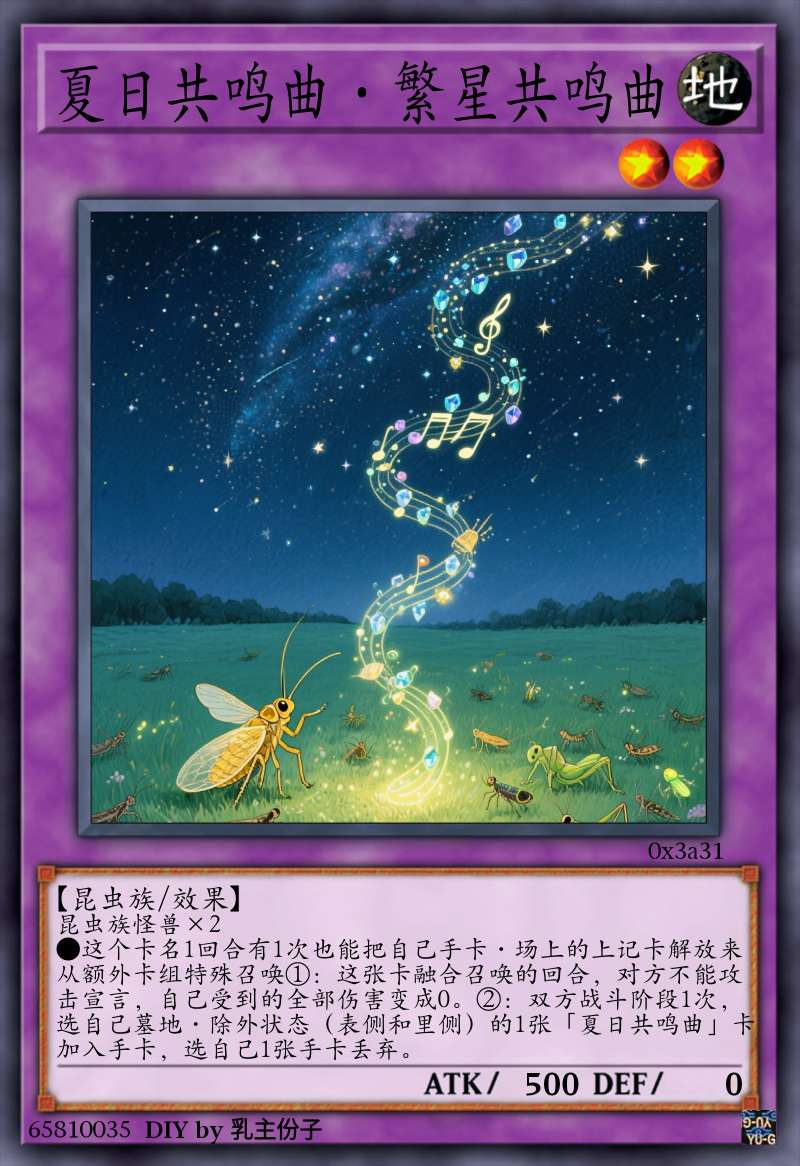 夏日共鸣曲·繁星共鸣曲
地
0x3a31
【昆虫族/效果】
昆虫族怪兽×2
●这个卡名1回合有1次也能把自己手卡·场上的上记卡解放来
从额外卡组特殊召唤①：这张卡融合召唤的回合，对方不能攻
击宣言，自己受到的全部伤害变成0。②：双方战斗阶段1次，
选自己墓地·除外状态（表侧和里侧）的1张「夏日共鸣曲」卡
加入手卡，选自己1张手卡丢弃。
ATK/ 500 DEF/ 0
65810035 DIY by 乳主份子
YU-G
YU-G